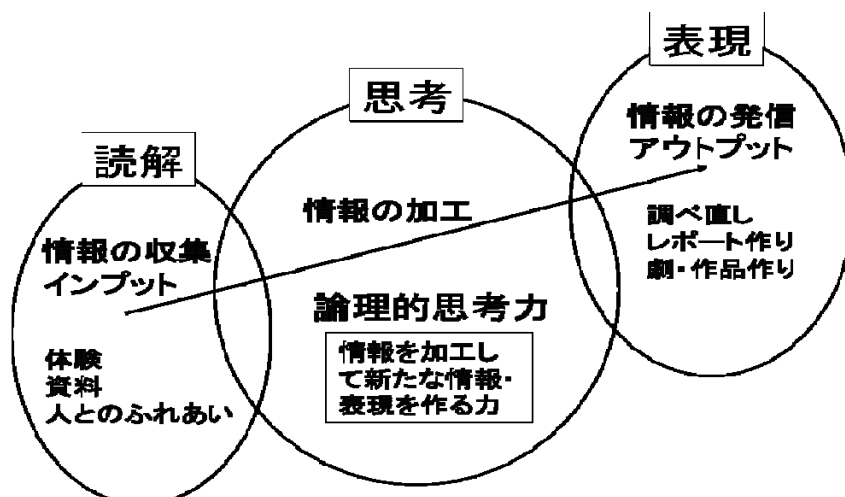 読解
情報の収集
インプット
体験
資料
人とのふれあい
思考
情報の加工
論理的思考力
情報を加工し
て新たな情報・
表現を作る力
表現
情報の発信
アウトプット
調べ直し
レポート作り
劇・作品作り